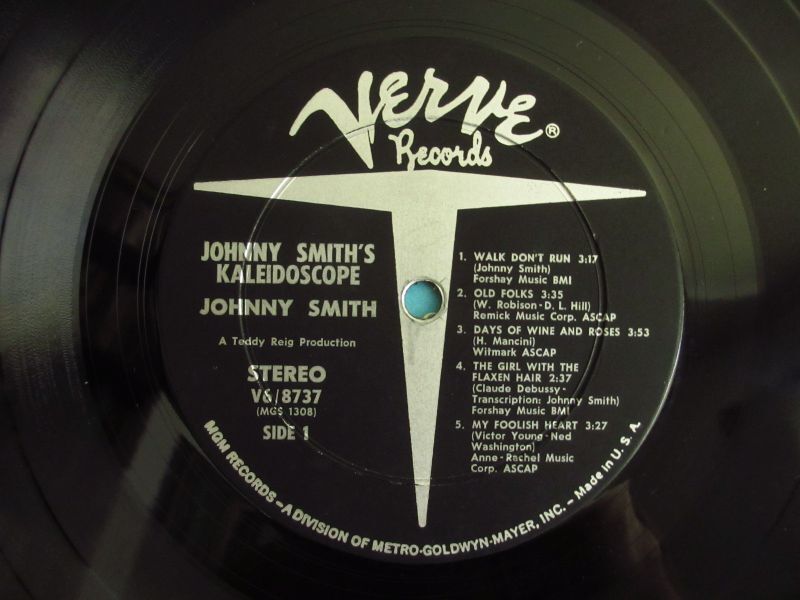 Verve®
Records
JOHNNY SMITH'S
KALEIDOSCOPE
JOHNNY SMITH
A Teddy Reig Production
STEREO
V6/8737
(MGS 1308)
SIDE 1
1. WALK DON'T RUN 3:17
(Johnny Smith)
Forshay Music BMI
2. OLD FOLKS 3:35
(W. Robison-D. L. Hill)
Remick Music Corp. ASCAP
3. DAYS OF WINE AND ROSES 3:53
(H. Mancini)
Witmark ASCAP
4. THE GIRL WITH THE
FLAXEN HAIR 2:37
(Claude Debussy-
Transcription: Johnny Smith)
Forshay Music BMI
5. MY FOOLISH HEART 3:27
(Victor Young-Ned
Washington)
Anne-Rachel Music
Corp. ASCAP
MGM RECORDS – A DIVISION OF METRO-GOLDWYN-MAYER, INC. – Made in U. S. A.